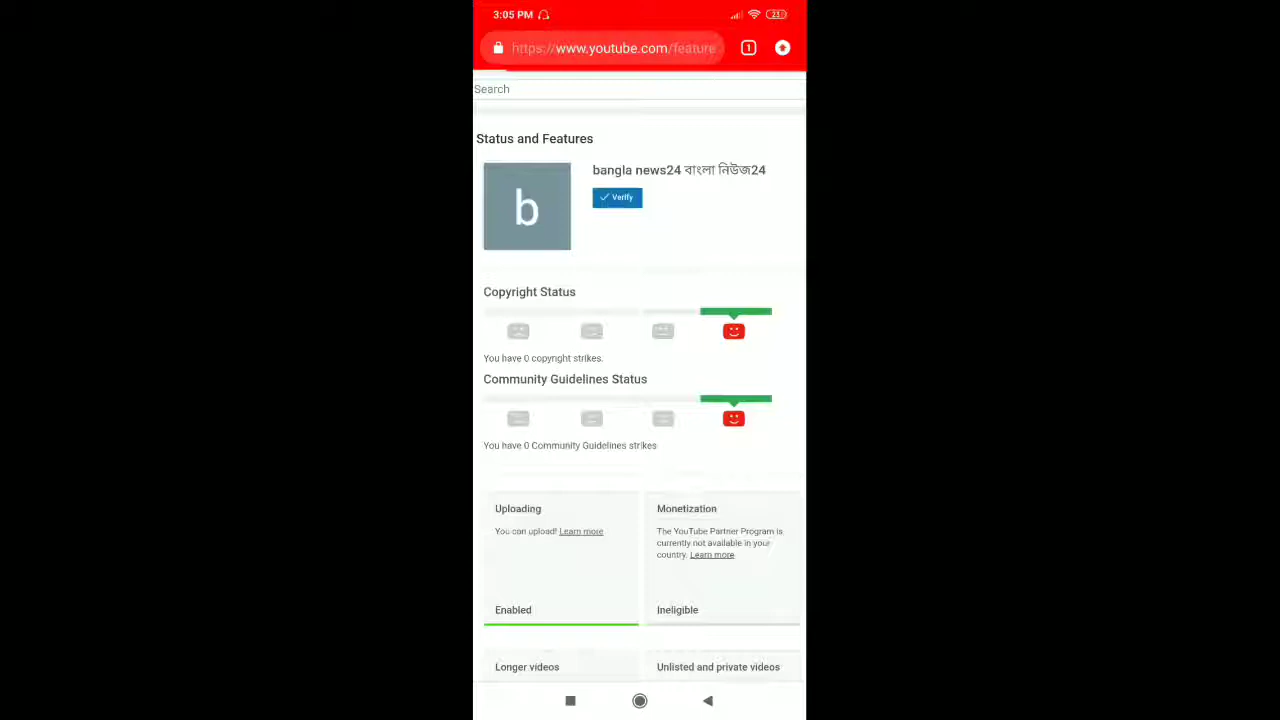 3:05 PM
23
https://www.youtube.com/feature
1
Search
Status and Features
b
bangla news24 বাংলা নিউজ24
Verify
Copyright Status
You have 0 copyright strikes.
Community Guidelines Status
You have 0 Community Guidelines strikes
Uploading
You can upload! Learn more
Enabled
Monetization
The YouTube Partner Program is
currently not available in your
country. Learn more
Ineligible
Longer videos
Unlisted and private videos